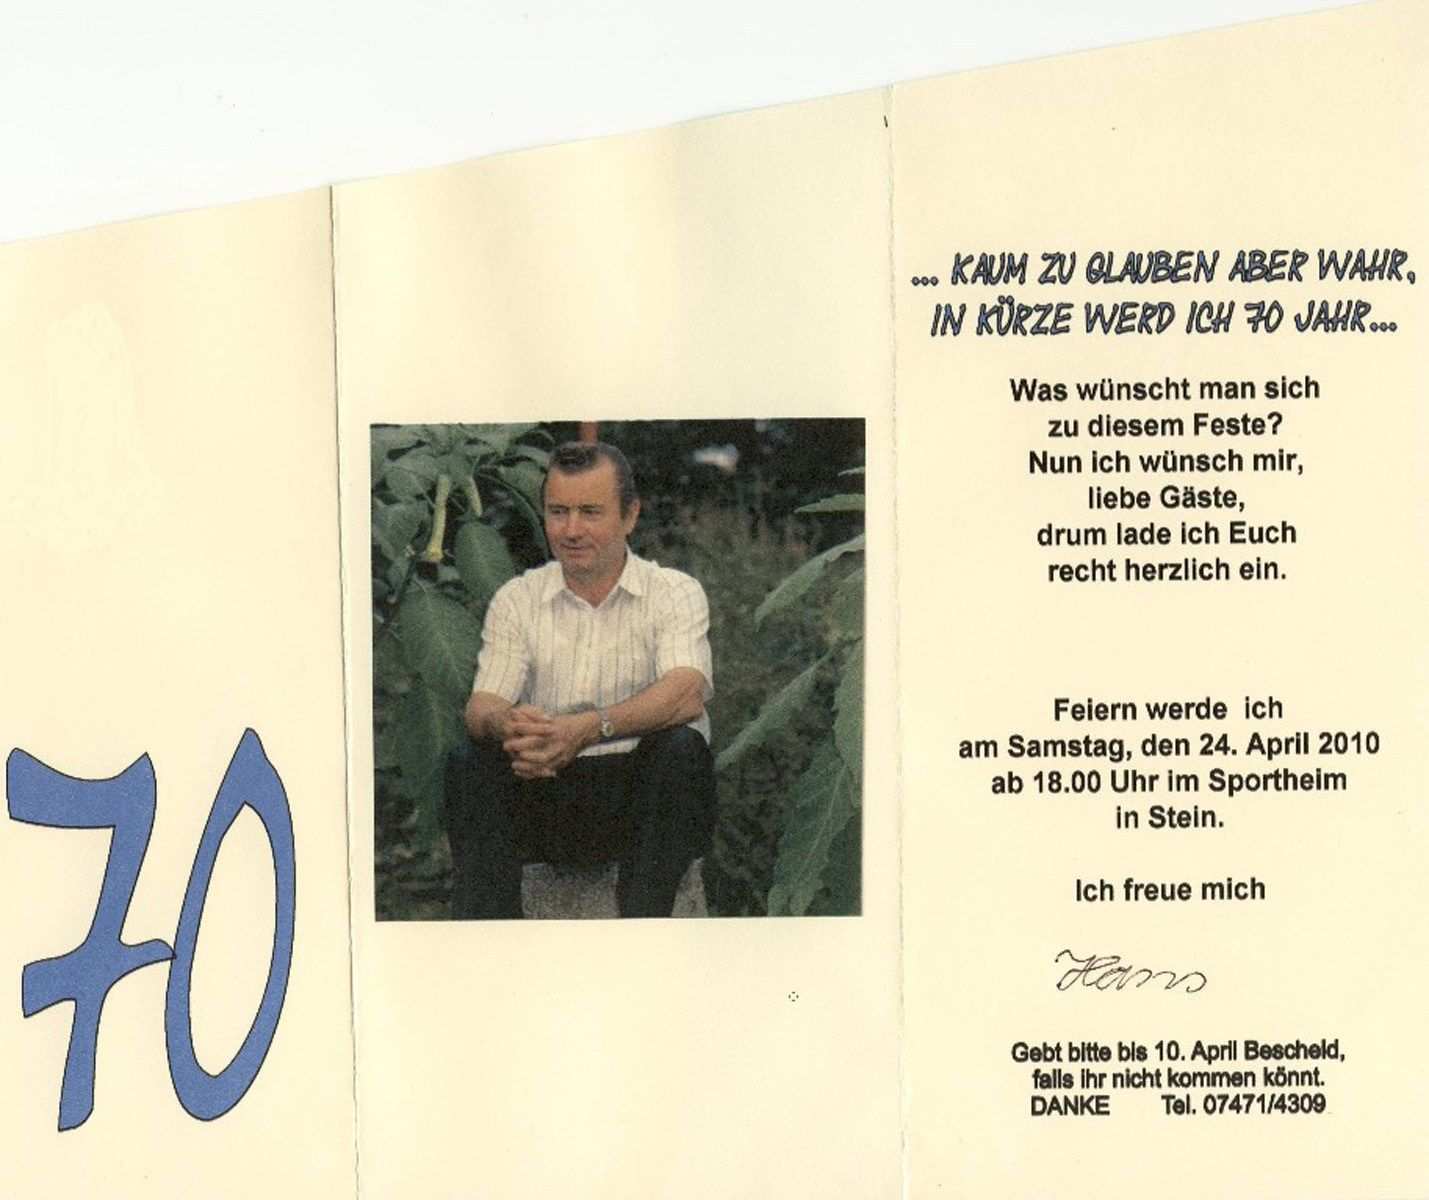 70
... KAUM ZU GLAUBEN ABER WAHR,
IN KÜRZE WERD ICH 70 JAHR...
Was wünscht man sich
zu diesem Feste?
Nun ich wünsch mir,
liebe Gäste,
drum lade ich Euch
recht herzlich ein.
Feiern werde ich
am Samstag, den 24. April 2010
ab 18.00 Uhr im Sportheim
in Stein.
Ich freue mich
Hans
Gebt bitte bis 10. April Bescheid,
falls ihr nicht kommen könnt.
DANKE Tel. 07471/4309